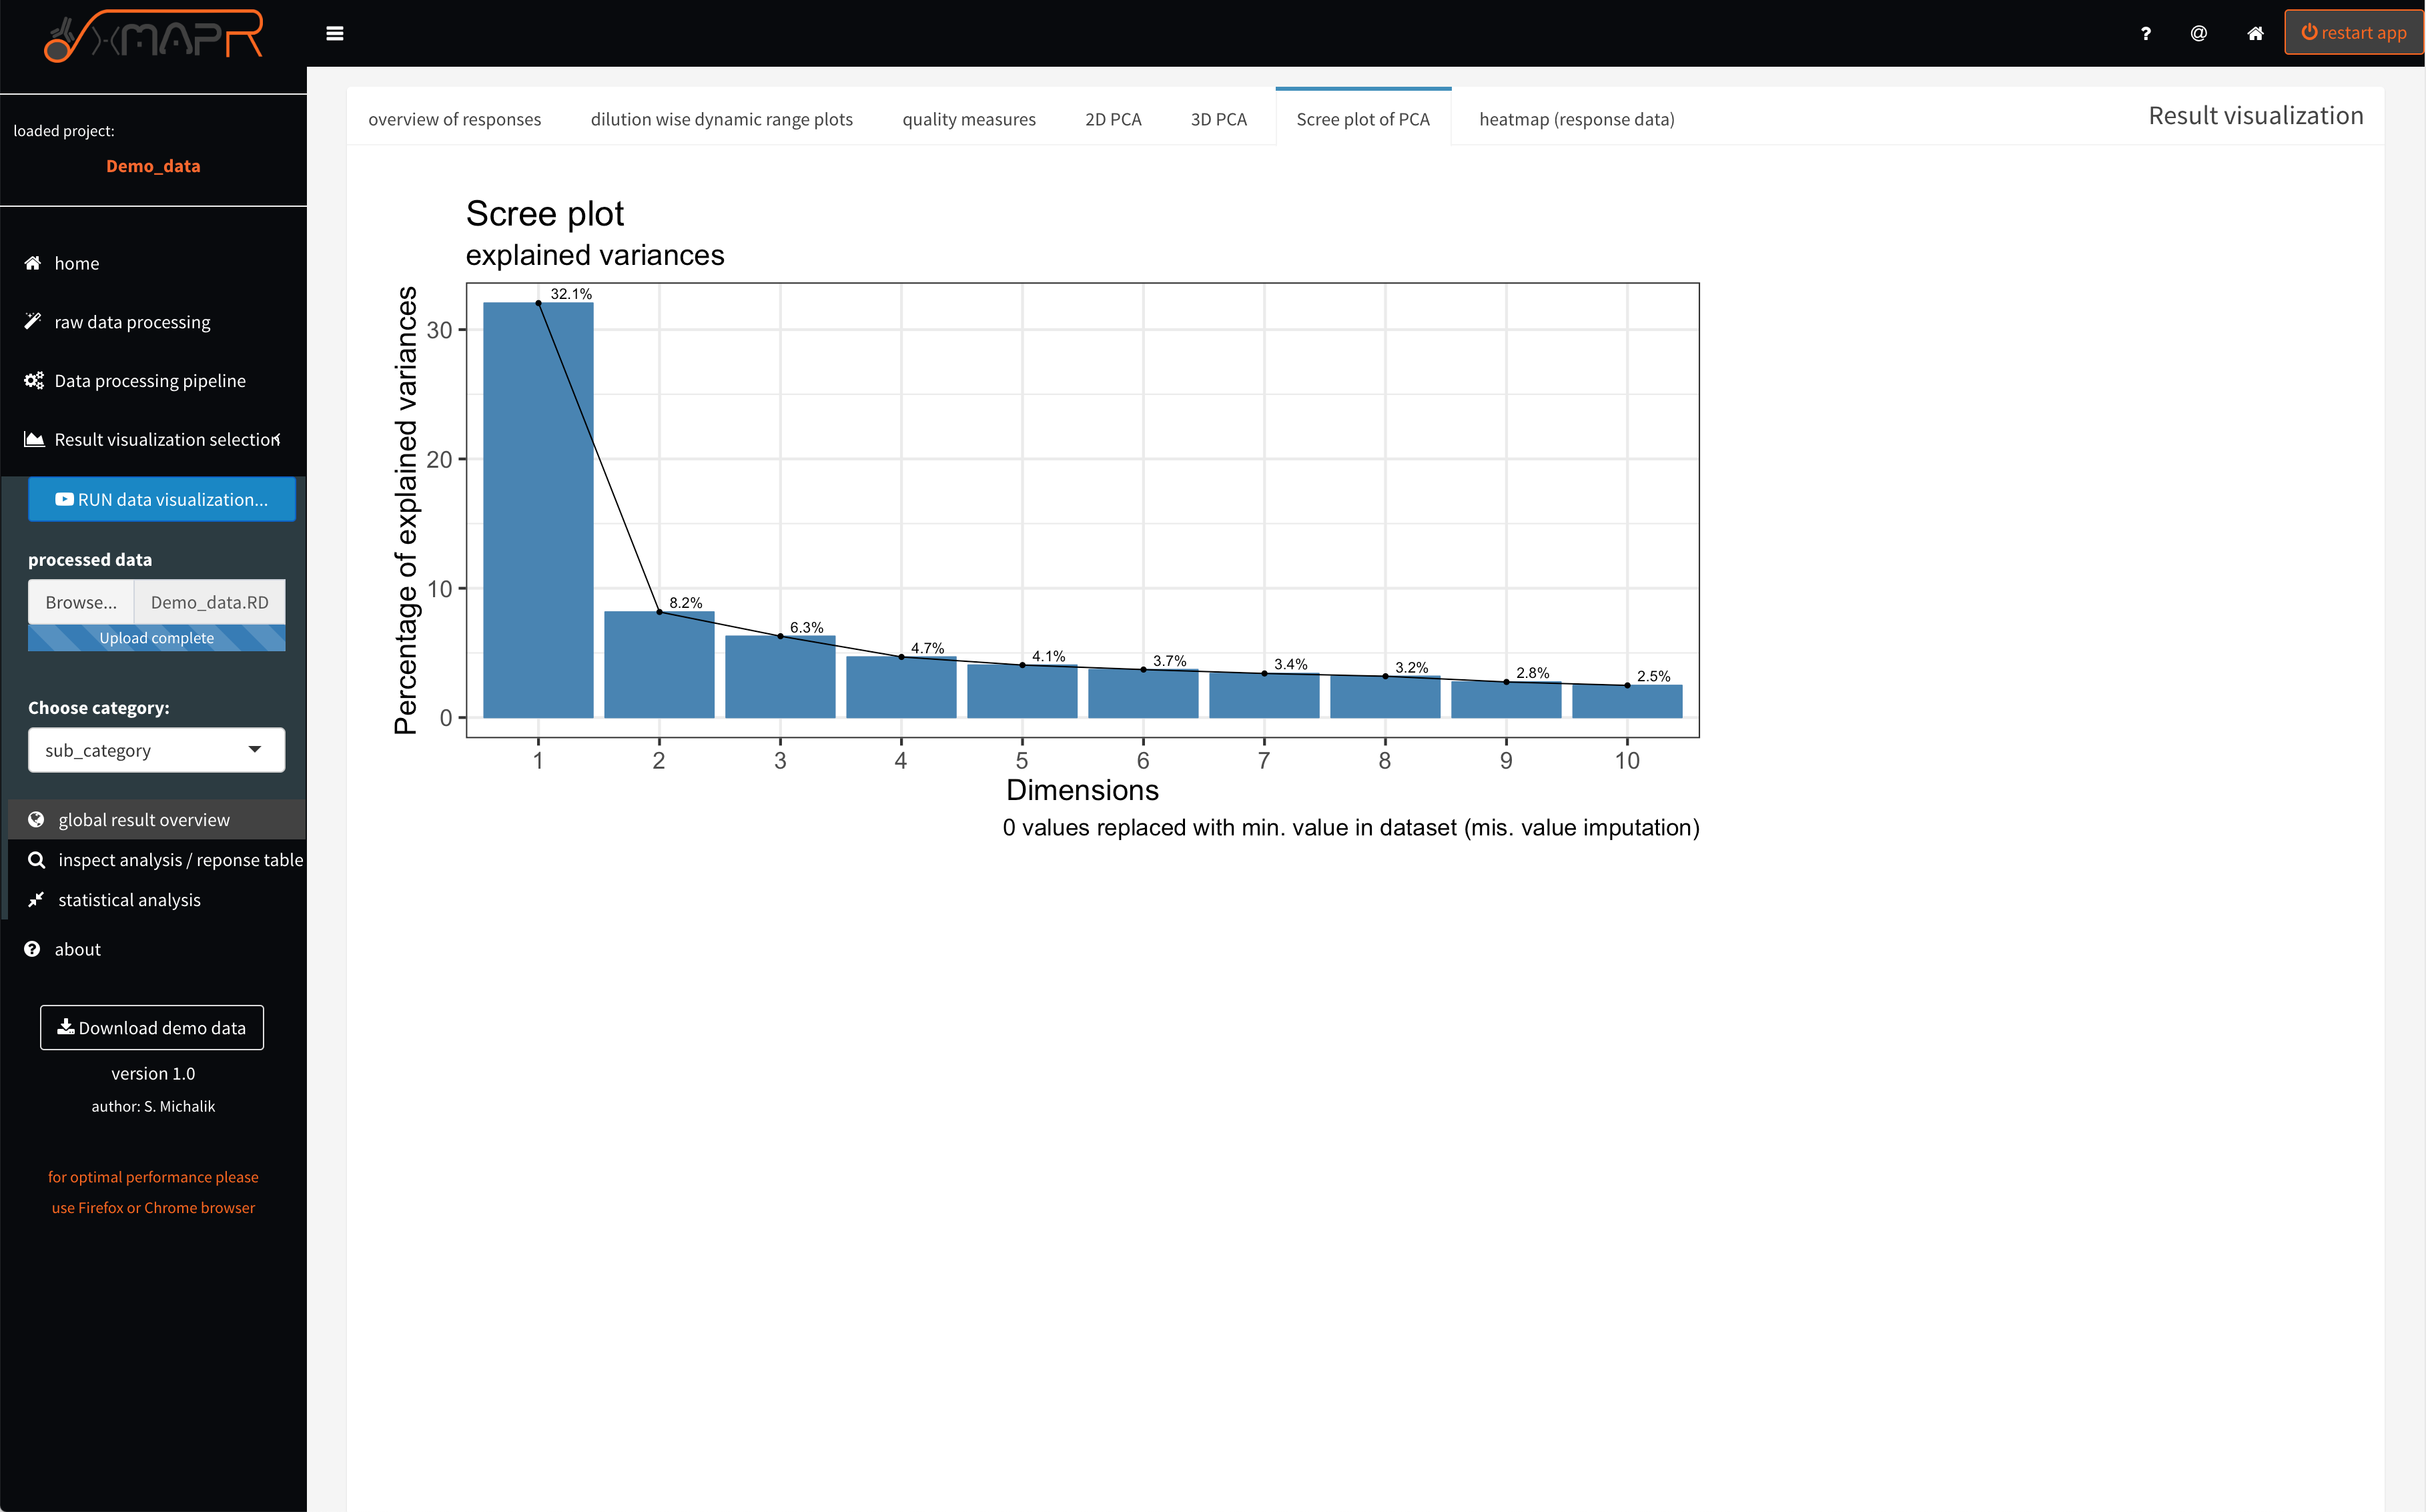 xMAPR
restart app
loaded project:
Demo_data
home
raw data processing
Data processing pipeline
Result visualization selection
RUN data visualization...
processed data
Browse...
Demo_data.RD
Upload complete
Choose category:
sub_category
global result overview
inspect analysis / reponse table
statistical analysis
about
Download demo data
version 1.0
author: S. Michalik
for optimal performance please
use Firefox or Chrome browser
overview of responses
dilution wise dynamic range plots
quality measures
2D PCA
3D PCA
Scree plot of PCA
heatmap (response data)
Result visualization
Scree plot
explained variances
Percentage of explained variances
30
20
10
0
32.1%
8.2%
6.3%
4.7%
4.1%
3.7%
3.4%
3.2%
2.8%
2.5%
1
2
3
4
5
6
7
8
9
10
Dimensions
0 values replaced with min. value in dataset (mis. value imputation)